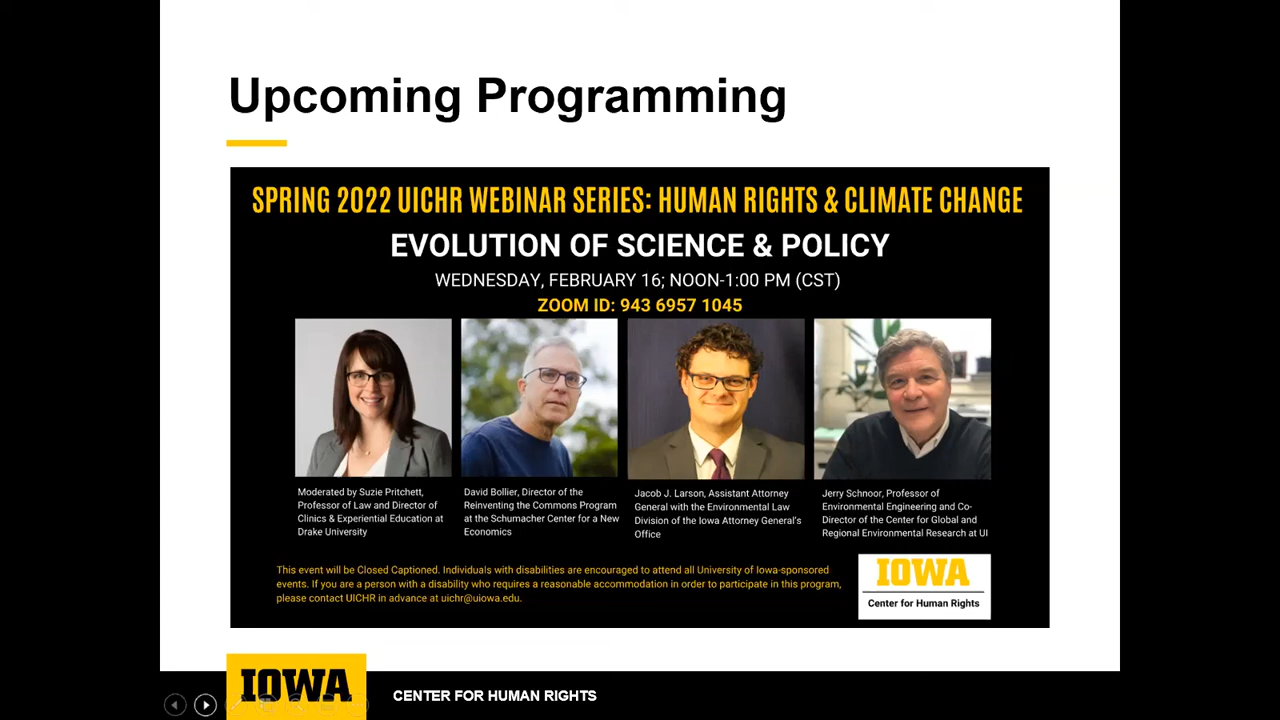 Upcoming Programming
SPRING 2022 UICHR WEBINAR SERIES: HUMAN RIGHTS & CLIMATE CHANGE
EVOLUTION OF SCIENCE & POLICY
WEDNESDAY, FEBRUARY 16; NOON-1:00 PM (CST)
ZOOM ID: 943 6957 1045
Moderated by Suzie Pritchett,
Professor of Law and Director of
Clinics & Experiential Education at
Drake University
David Bollier, Director of the
Reinventing the Commons Program
at the Schumacher Center for a New
Economics
Jacob J. Larson, Assistant Attorney
General with the Environmental Law
Division of the Iowa Attorney General's
Office
Jerry Schnoor, Professor of
Environmental Engineering and Co-
Director of the Center for Global and
Regional Environmental Research at UI
This event will be Closed Captioned. Individuals with disabilities are encouraged to attend all University of Iowa-sponsored
events. If you are a person with a disability who requires a reasonable accommodation in order to participate in this program,
please contact UICHR in advance at uichr@uiowa.edu.
IOWA
Center for Human Rights
IOWA
CENTER FOR HUMAN RIGHTS